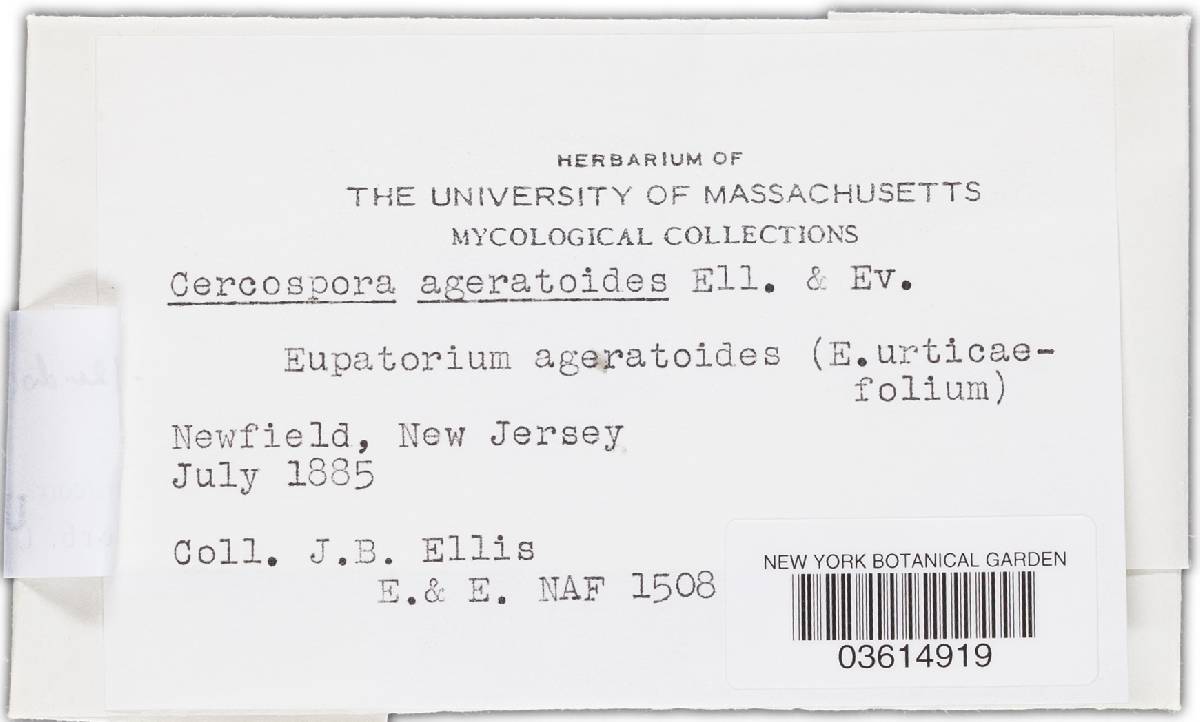 HERBARIUM OF
THE UNIVERSITY OF MASSACHUSETTS
MYCOLOGICAL COLLECTIONS
Cercospora ageratoides Ell. & Ev.
Eupatorium ageratoides (E.urticae-
folium)
Newfield, New Jersey
July 1885
Coll. J.B. Ellis
E.& E. NAF 1508
NEW YORK BOTANICAL GARDEN
03614919